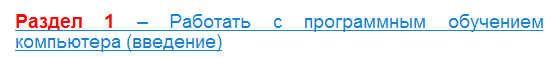 Раздел 1 – Работать с программным обучением
компьютера (введение)